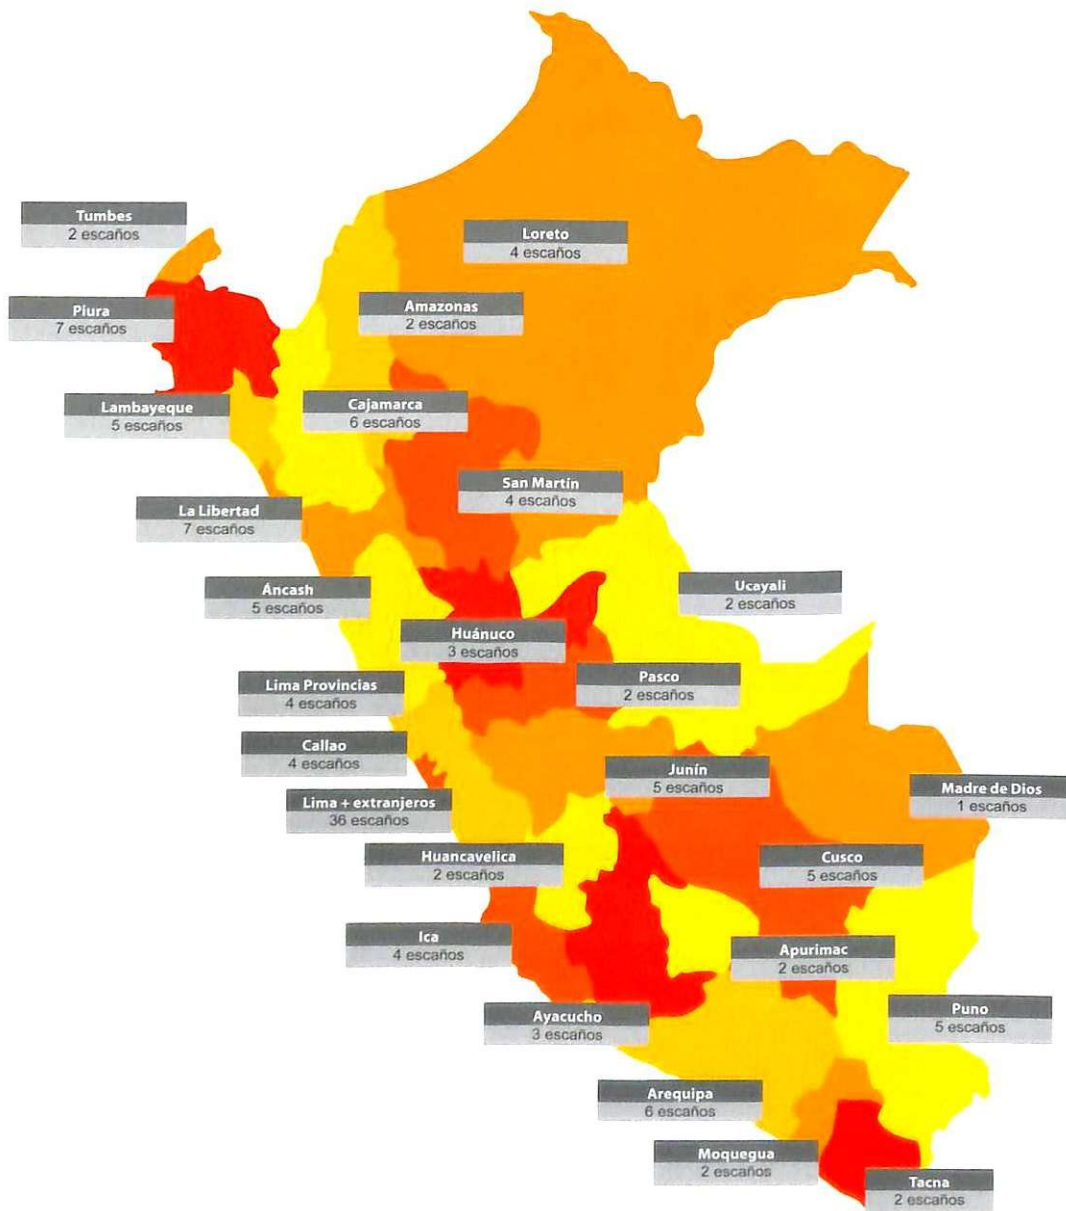 Tumbes
2 escaños
Loreto
4 escaños
Piura
7 escaños
Amazonas
2 escaños
Lambayeque
5 escaños
Cajamarca
6 escaños
San Martín
4 escaños
La Libertad
7 escaños
Áncash
5 escaños
Ucayali
2 escaños
Huánuco
3 escaños
Pasco
2 escaños
Lima Provincias
4 escaños
Callao
4 escaños
Junín
5 escaños
Madre de Dios
1 escaños
Lima + extranjeros
36 escaños
Huancavelica
2 escaños
Cusco
5 escaños
Ica
4 escaños
Apurimac
2 escaños
Ayacucho
3 escaños
Puno
5 escaños
Arequipa
6 escaños
Moquegua
2 escaños
Tacna
2 escaños